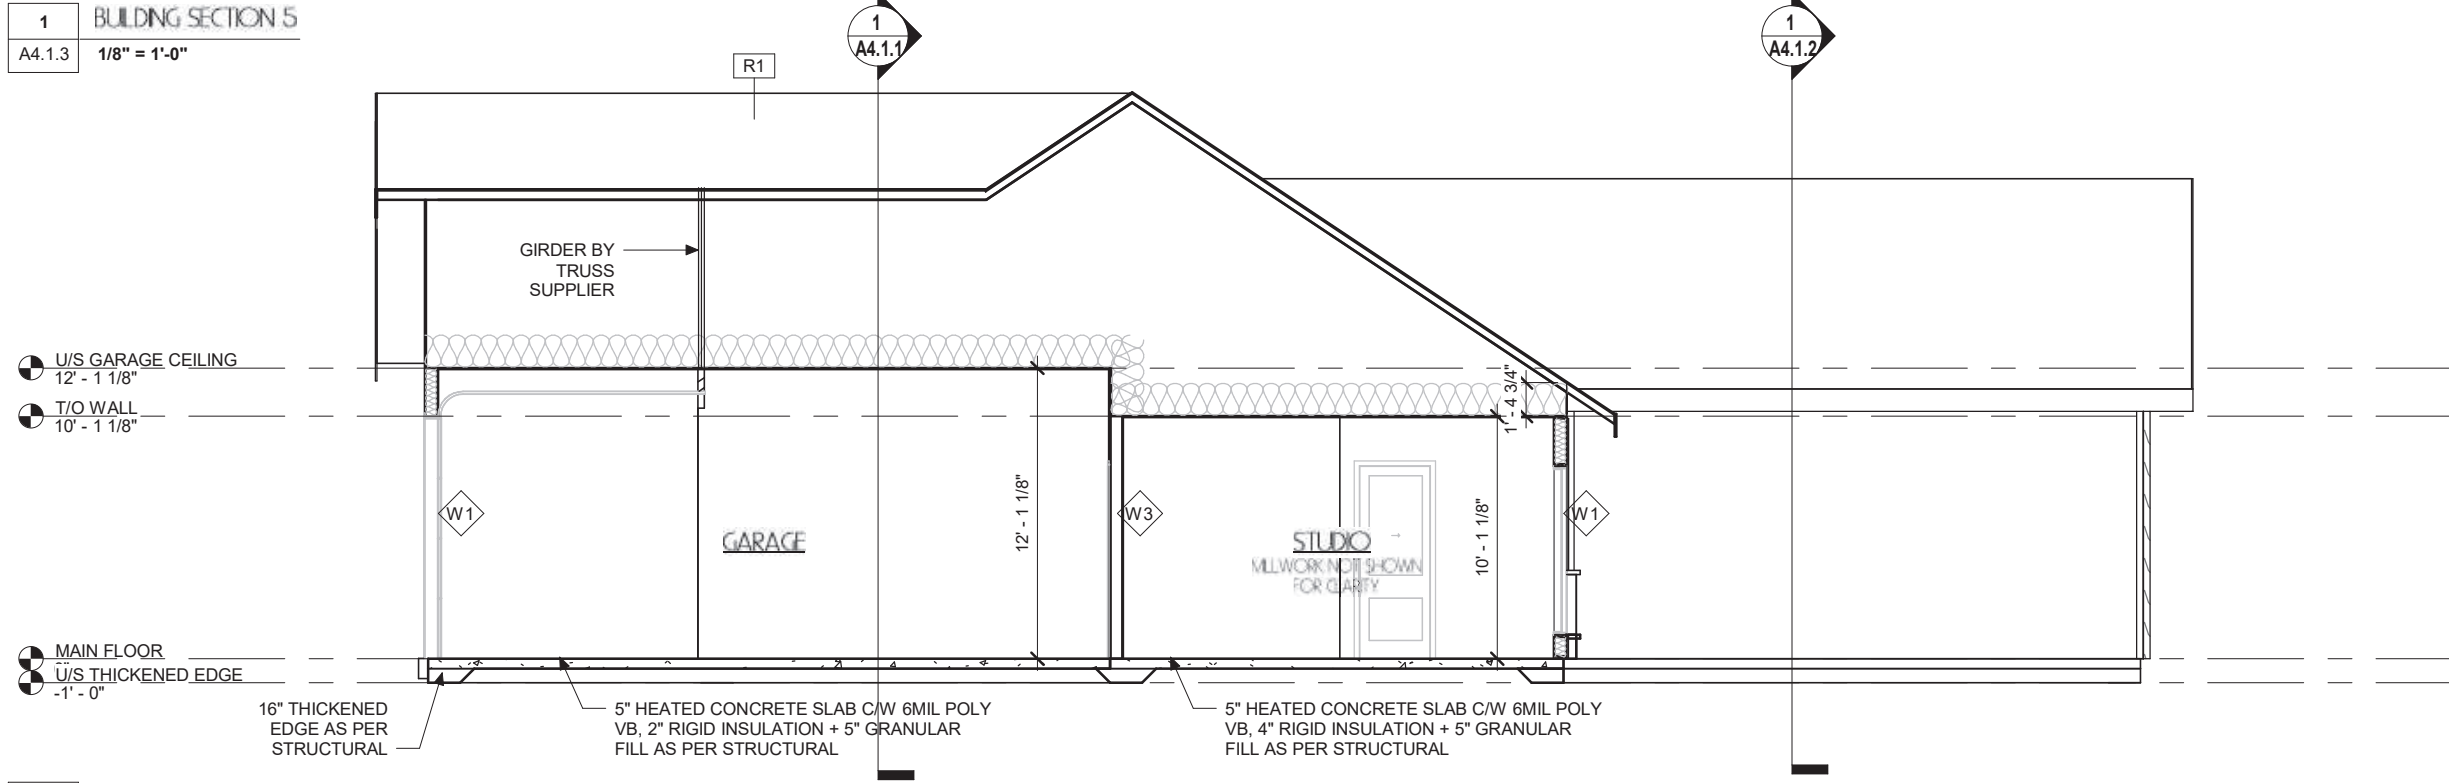 1
BUILDING SECTION 5
A4.1.3
1/8" = 1'-0"
1
A4.1.1
1
A4.1.2
R1
GIRDER BY
TRUSS
SUPPLIER
U/S GARAGE CEILING
12' - 1 1/8"
T/O WALL
10' - 1 1/8"
1' - 4 3/4"
W1
W3
W1
12' - 1 1/8"
10' - 1 1/8"
GARAGE
STUDIO
MILLWORK NOT SHOWN
FOR CLARITY
MAIN FLOOR
U/S THICKENED EDGE
-1' - 0"
16" THICKENED
EDGE AS PER
STRUCTURAL
5" HEATED CONCRETE SLAB C/W 6MIL POLY
VB, 2" RIGID INSULATION + 5" GRANULAR
FILL AS PER STRUCTURAL
5" HEATED CONCRETE SLAB C/W 6MIL POLY
VB, 4" RIGID INSULATION + 5" GRANULAR
FILL AS PER STRUCTURAL